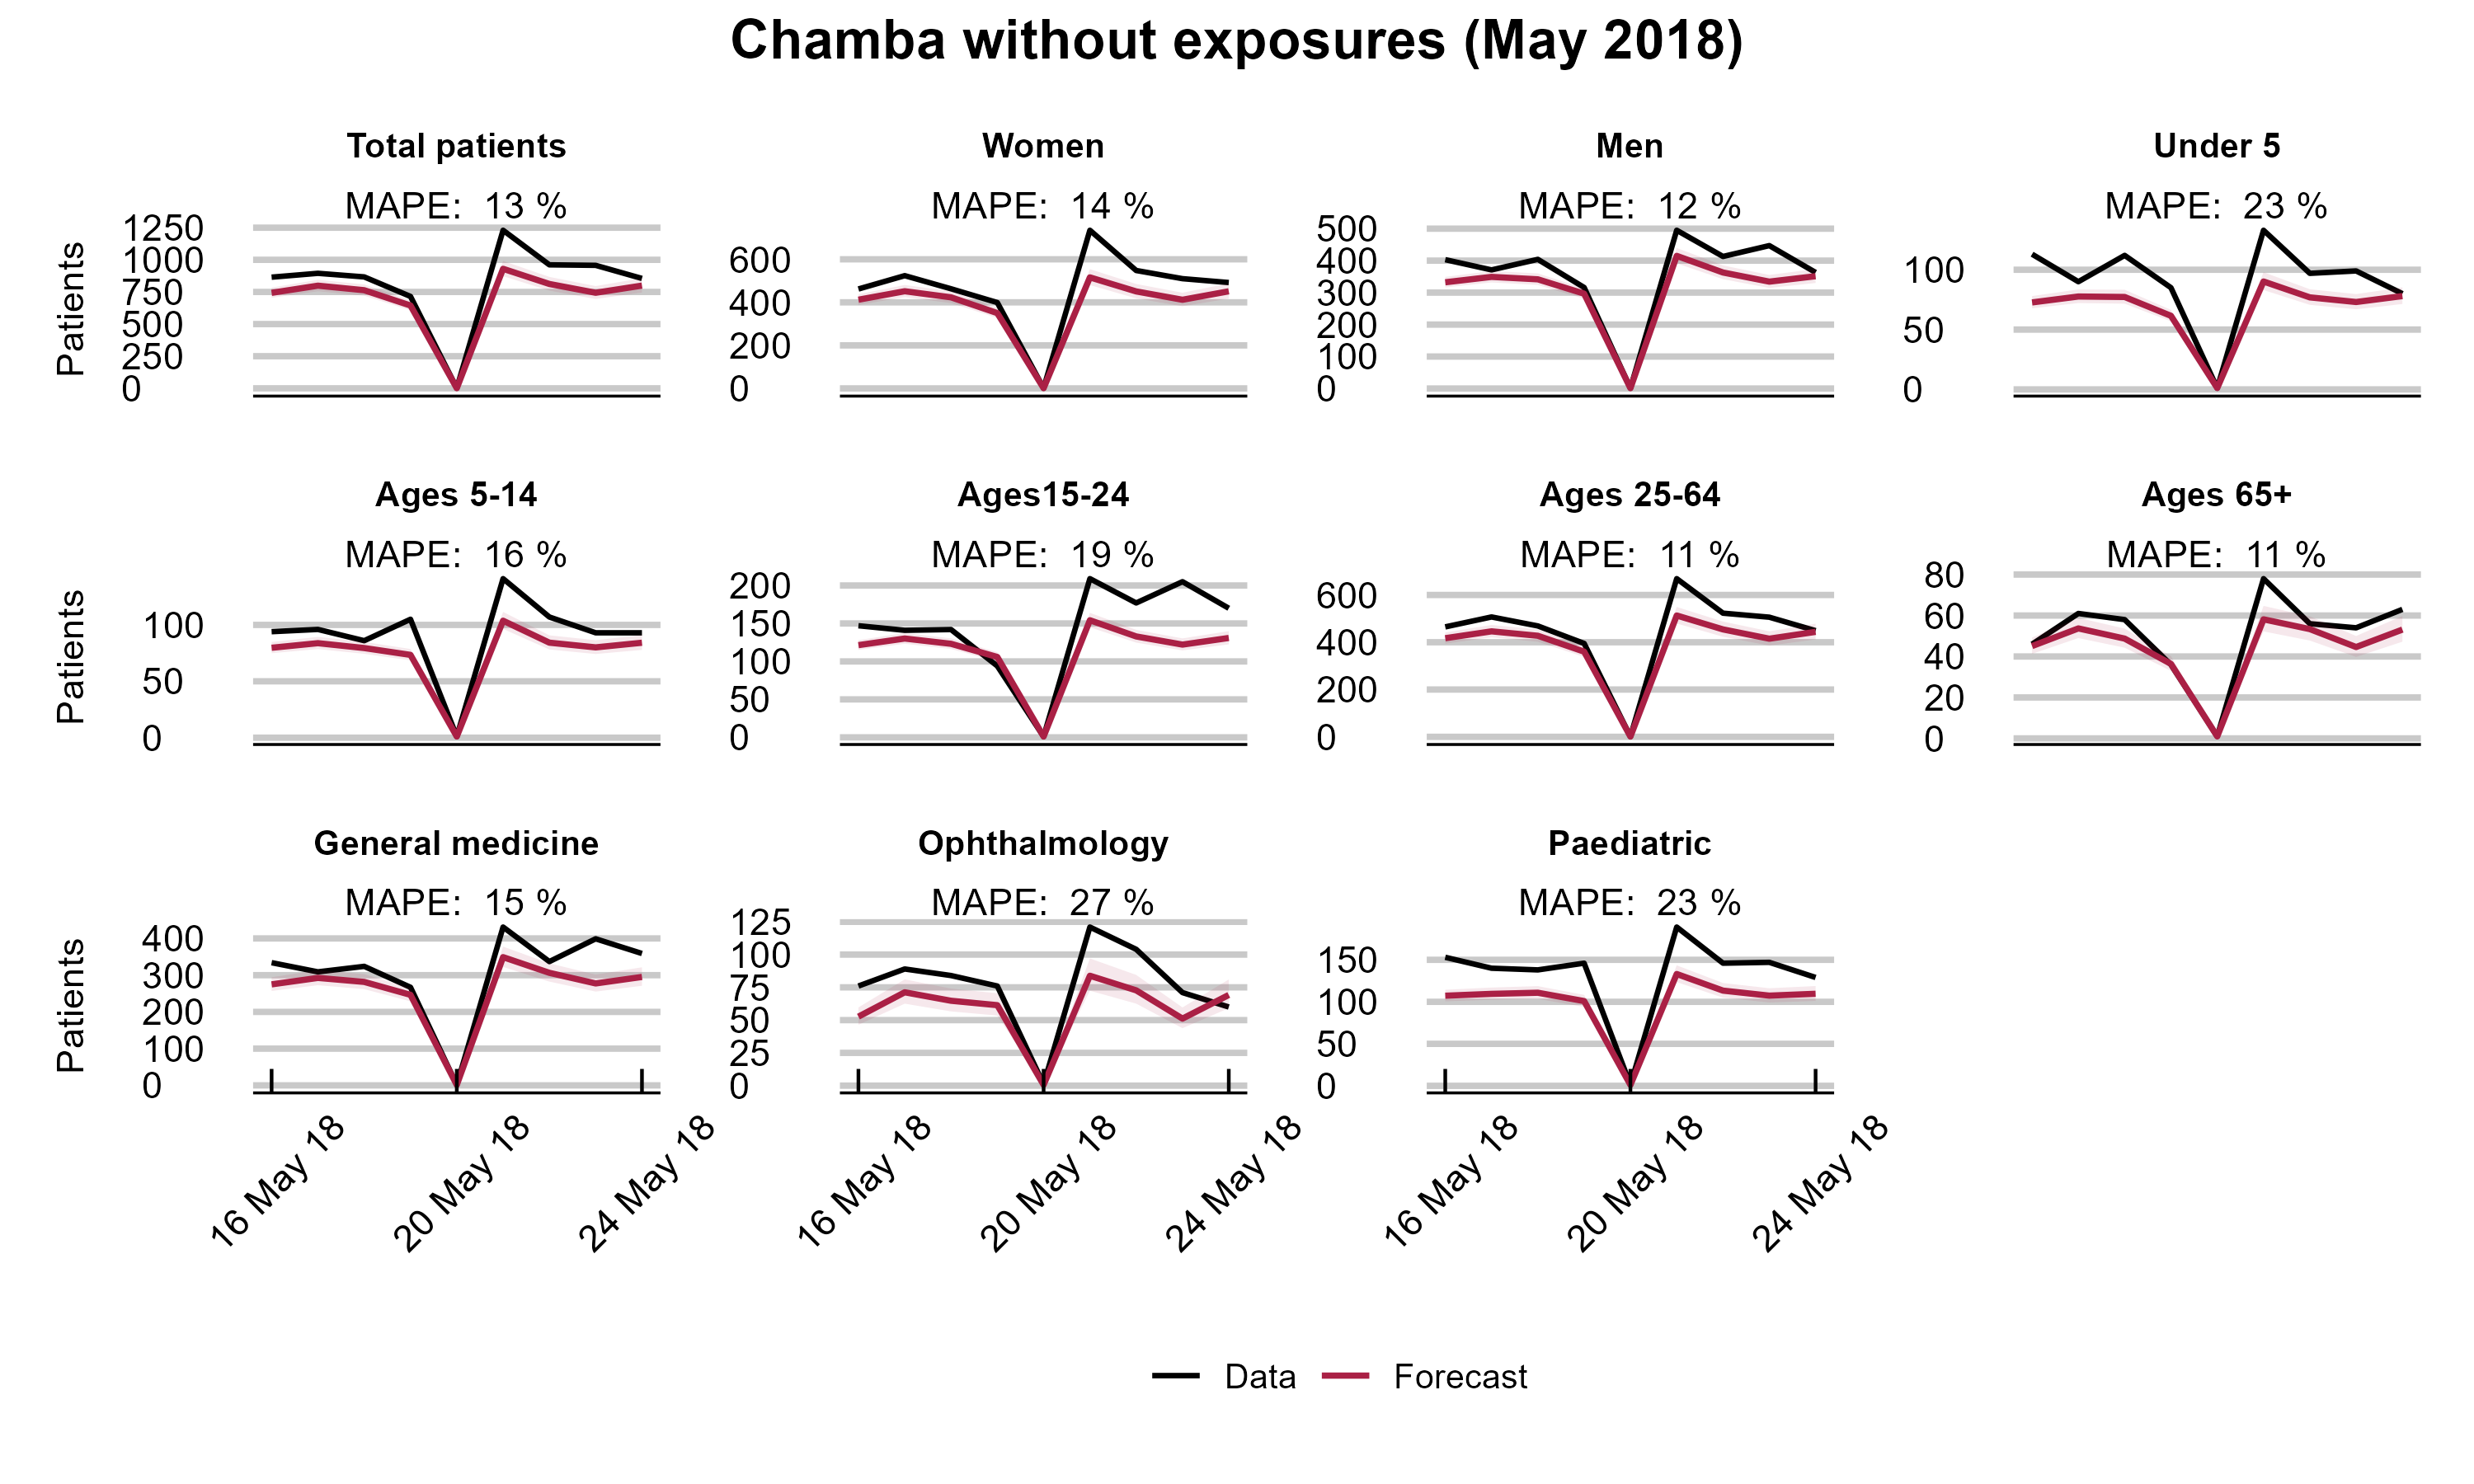 Chamba without exposures (May 2018)
Total patients
MAPE: 13 %
Patients
1250
1000
750
500
250
0
Women
MAPE: 14 %
600
400
200
0
Men
MAPE: 12 %
500
400
300
200
100
0
Under 5
MAPE: 23 %
100
50
0
Ages 5-14
MAPE: 16 %
Patients
100
50
0
Ages15-24
MAPE: 19 %
200
150
100
50
0
Ages 25-64
MAPE: 11 %
600
400
200
0
Ages 65+
MAPE: 11 %
80
60
40
20
0
General medicine
MAPE: 15 %
Patients
400
300
200
100
0
16 May 18
20 May 18
24 May 18
Ophthalmology
MAPE: 27 %
125
100
75
50
25
0
16 May 18
20 May 18
24 May 18
Paediatric
MAPE: 23 %
150
100
50
0
16 May 18
20 May 18
24 May 18
Data
Forecast